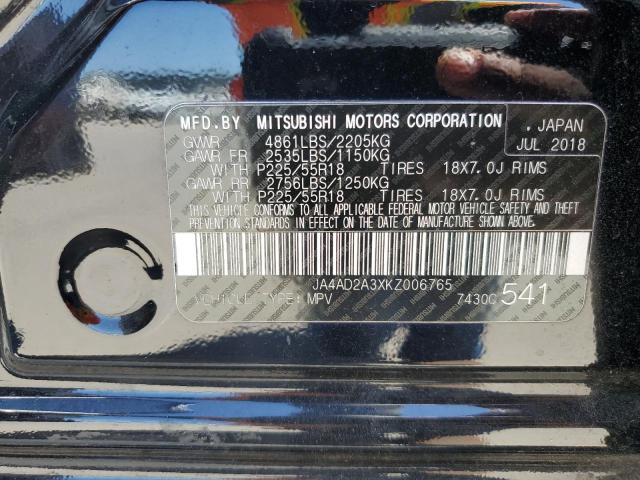 MFD.BY MITSUBISHI MOTORS CORPORATION , JAPAN
GVWR 4861LBS/2205KG JUL 2018
GAWR FR 2535LBS/1150KG
WITH P225/55R18 TIRES 18X7.0J RIMS
GAWR RR 2756LBS/1250KG
WITH P225/55R18 TIRES 18X7.0J RIMS
THIS VEHICLE CONFORMS TO ALL APPLICABLE FEDERAL MOTOR VEHICLE SAFETY AND THEFT
PREVENTION STANDARDS IN EFFECT ON THE DATE OF MANUFACTURE SHOWN ABOVE.
JA4AD2A3XKZ006765
VEHICLE TYPE: MPV 7430C 541